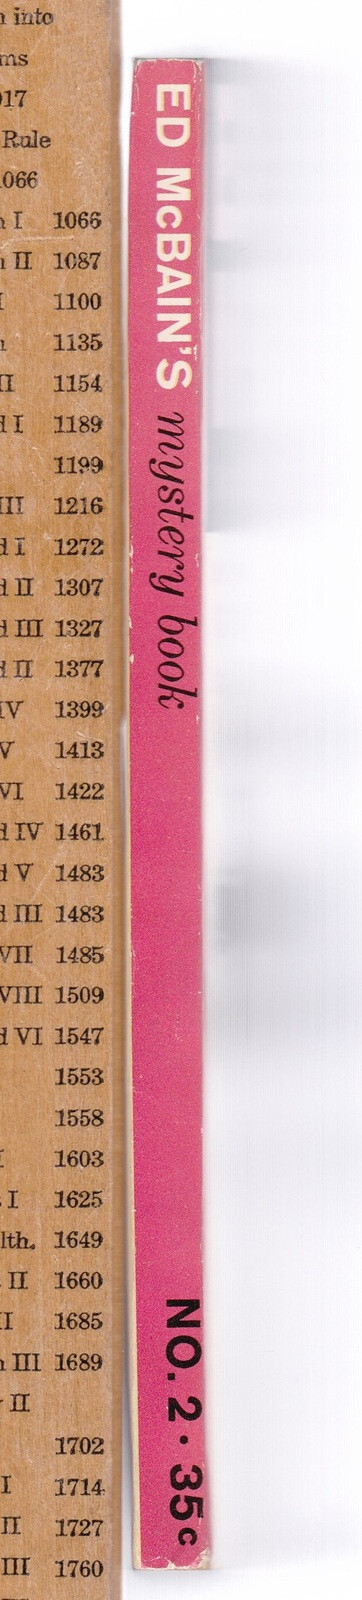 into
ms
017
Rule
1066
I 1066
II 1087
I 1100
1135
II 1154
d I 1189
1199
III 1216
d I 1272
d II 1307
d III 1327
d II 1377
IV 1399
V 1413
VI 1422
d IV 1461
d V 1483
d III 1483
VII 1485
VIII 1509
d VI 1547
1553
1558
I 1603
I 1625
lth. 1649
II 1660
II 1685
III 1689
II
1702
I 1714
II 1727
III 1760
ED McBAIN'S mystery book NO. 2 · 35c